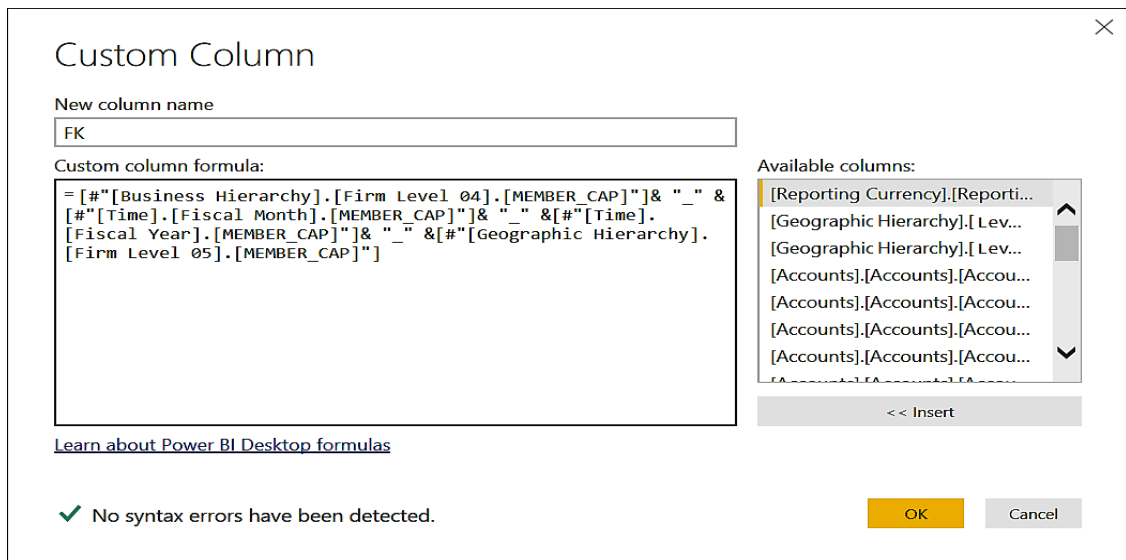 Custom Column
New column name
FK
Custom column formula:
= [#"[Business Hierarchy].[Firm Level 04].[MEMBER_CAP]"]& "_" &
[#"[Time].[Fiscal Month].[MEMBER_CAP]"]& "_" &[#"[Time].
[Fiscal Year].[MEMBER_CAP]"]& "_" &[#"[Geographic Hierarchy].
[Firm Level 05].[MEMBER_CAP]"]
Available columns:
[Reporting Currency].[Reporti...
[Geographic Hierarchy].[ Lev...
[Geographic Hierarchy].[ Lev...
[Accounts].[Accounts].[Accou...
[Accounts].[Accounts].[Accou...
[Accounts].[Accounts].[Accou...
[Accounts].[Accounts].[Accou...
<< Insert
Learn about Power BI Desktop formulas
No syntax errors have been detected.
OK
Cancel